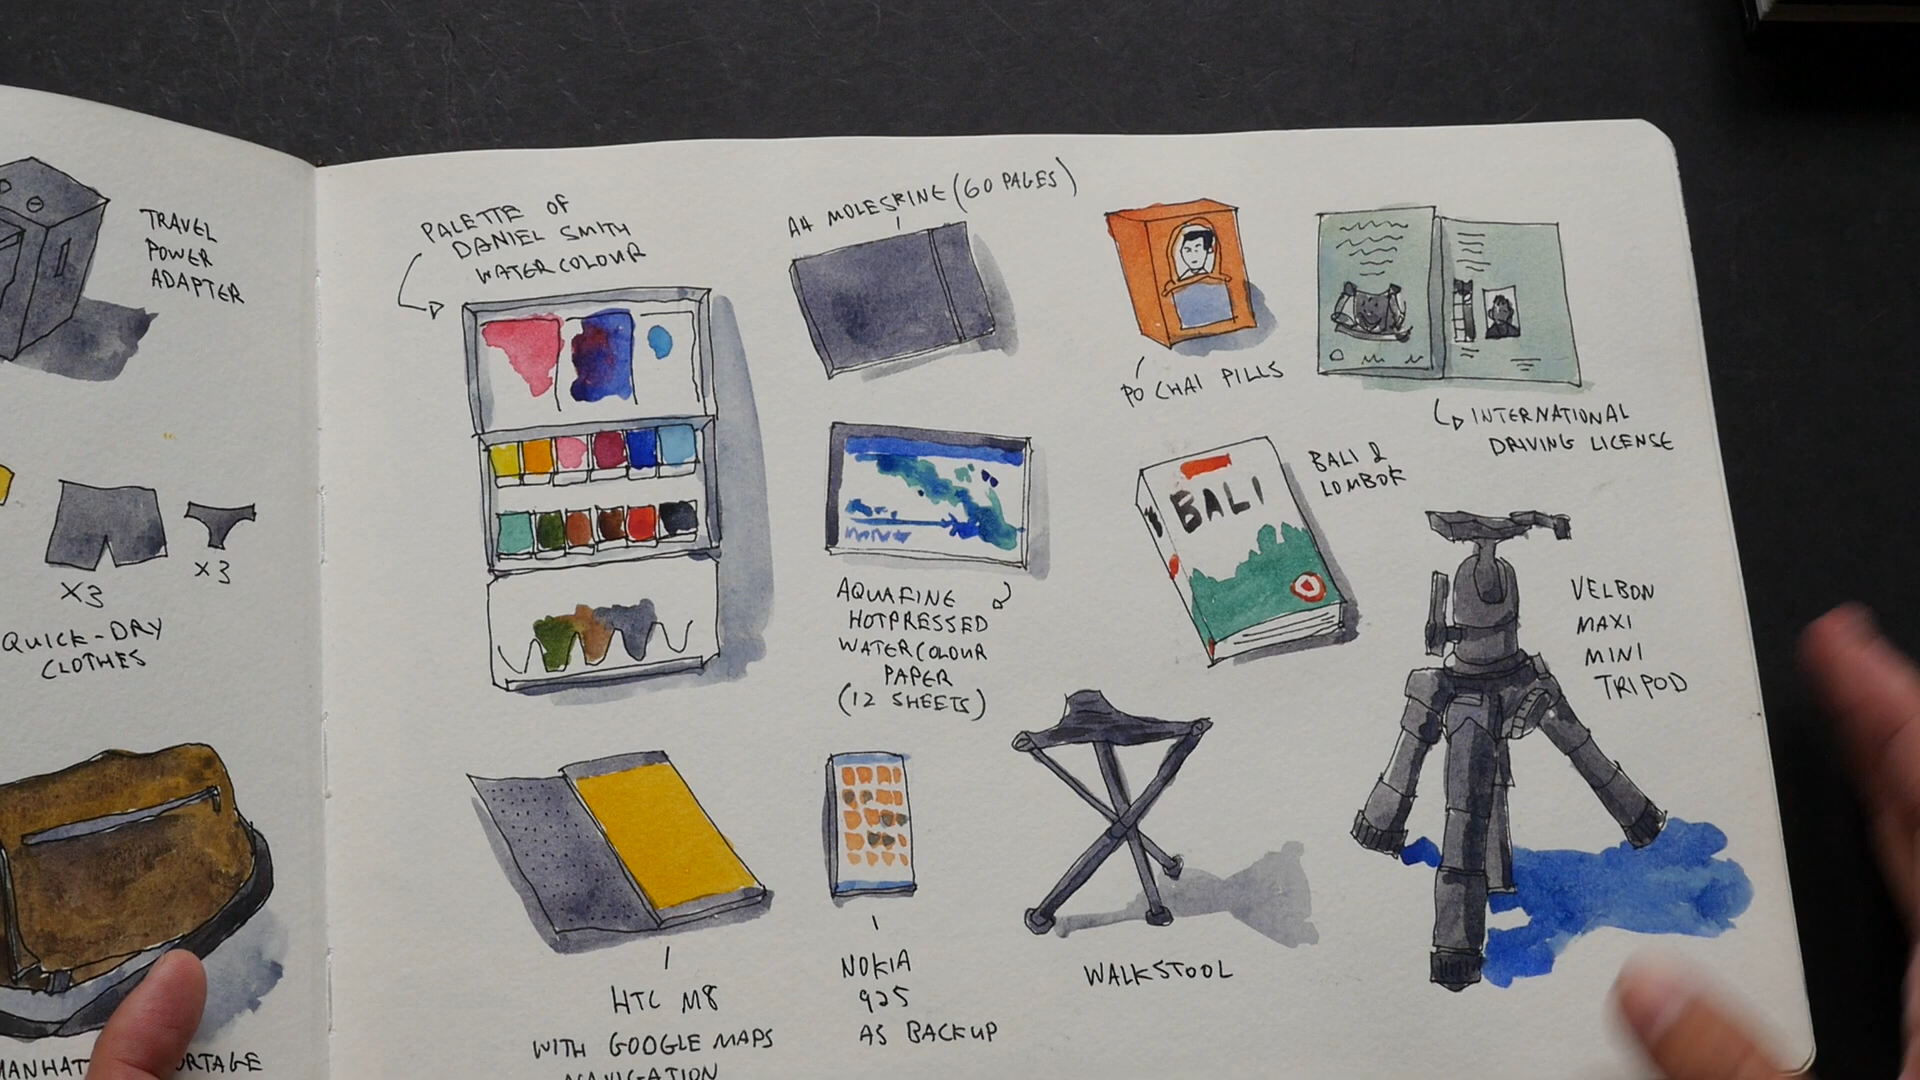 TRAVEL
POWER
ADAPTER
X3
X3
QUICK-DRY
CLOTHES
PALETTE OF
DANIEL SMITH
WATERCOLOUR
A4 MOLESKINE (60 PAGES)
PO CHAI PILLS
INTERNATIONAL
DRIVING LICENSE
AQUAFINE
HOTPRESSED
WATERCOLOUR
PAPER
(12 SHEETS)
BALI
BALI &
LOMBOK
VELBON
MAXI
MINI
TRIPOD
HTC M8
WITH GOOGLE MAPS
NAVIGATION
NOKIA
925
AS BACKUP
WALKSTOOL